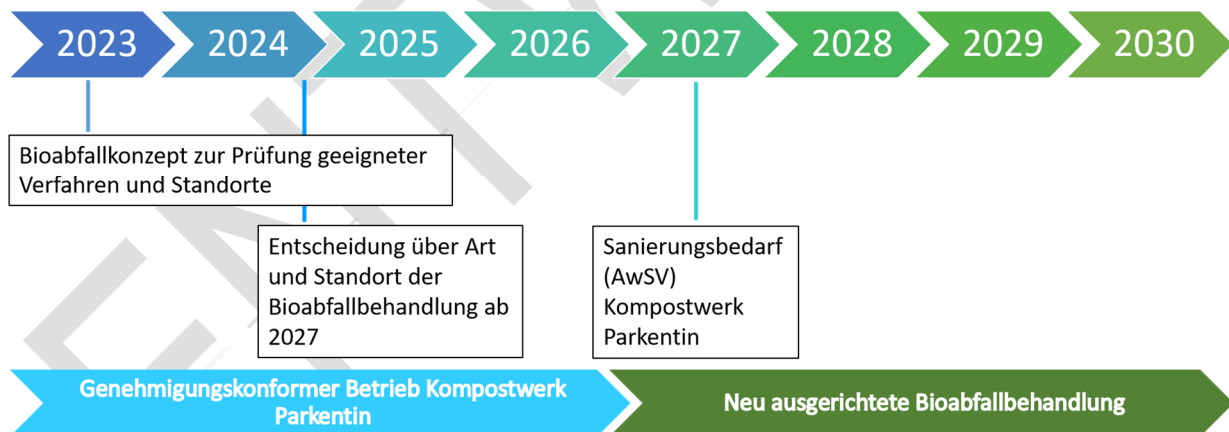 2023 2024 2025 2026 2027 2028 2029 2030
Bioabfallkonzept zur Prüfung geeigneter
Verfahren und Standorte
Entscheidung über Art
und Standort der
Bioabfallbehandlung ab
2027
Sanierungsbedarf
(AwSV)
Kompostwerk
Parkentin
Genehmigungskonformer Betrieb Kompostwerk
Parkentin
Neu ausgerichtete Bioabfallbehandlung